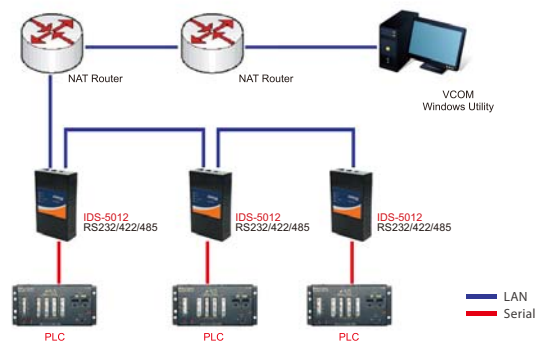 NAT Router
NAT Router
VCOM
Windows Utility
IDS-5012
RS232/422/485
IDS-5012
RS232/422/485
IDS-5012
RS232/422/485
PLC
PLC
PLC
LAN
Serial